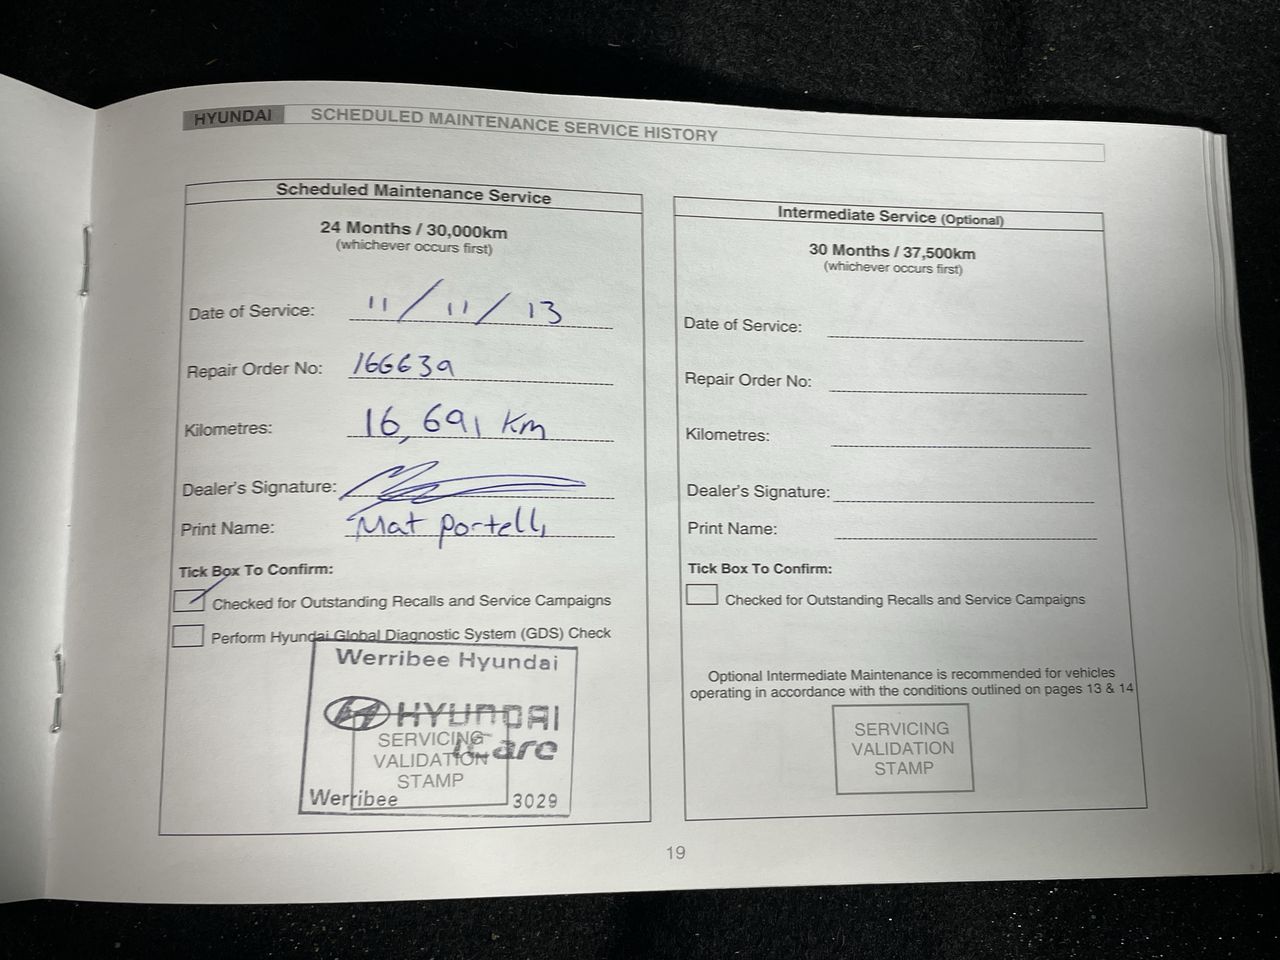 HYUNDAI SCHEDULED MAINTENANCE SERVICE HISTORY
Scheduled Maintenance Service
24 Months / 30,000km
(whichever occurs first)
Date of Service: 11/11/13
Repair Order No: 166639
Kilometres: 16,691 Km
Dealer's Signature:
Print Name: Mat Portelli
Tick Box To Confirm:
Checked for Outstanding Recalls and Service Campaigns
Perform Hyundai Global Diagnostic System (GDS) Check
Werribee Hyundai
HYUNDAI
iCare
SERVICING
VALIDATION
STAMP
Werribee 3029
Intermediate Service (Optional)
30 Months / 37,500km
(whichever occurs first)
Date of Service:
Repair Order No:
Kilometres:
Dealer's Signature:
Print Name:
Tick Box To Confirm:
Checked for Outstanding Recalls and Service Campaigns
Optional Intermediate Maintenance is recommended for vehicles
operating in accordance with the conditions outlined on pages 13 & 14
SERVICING
VALIDATION
STAMP
19